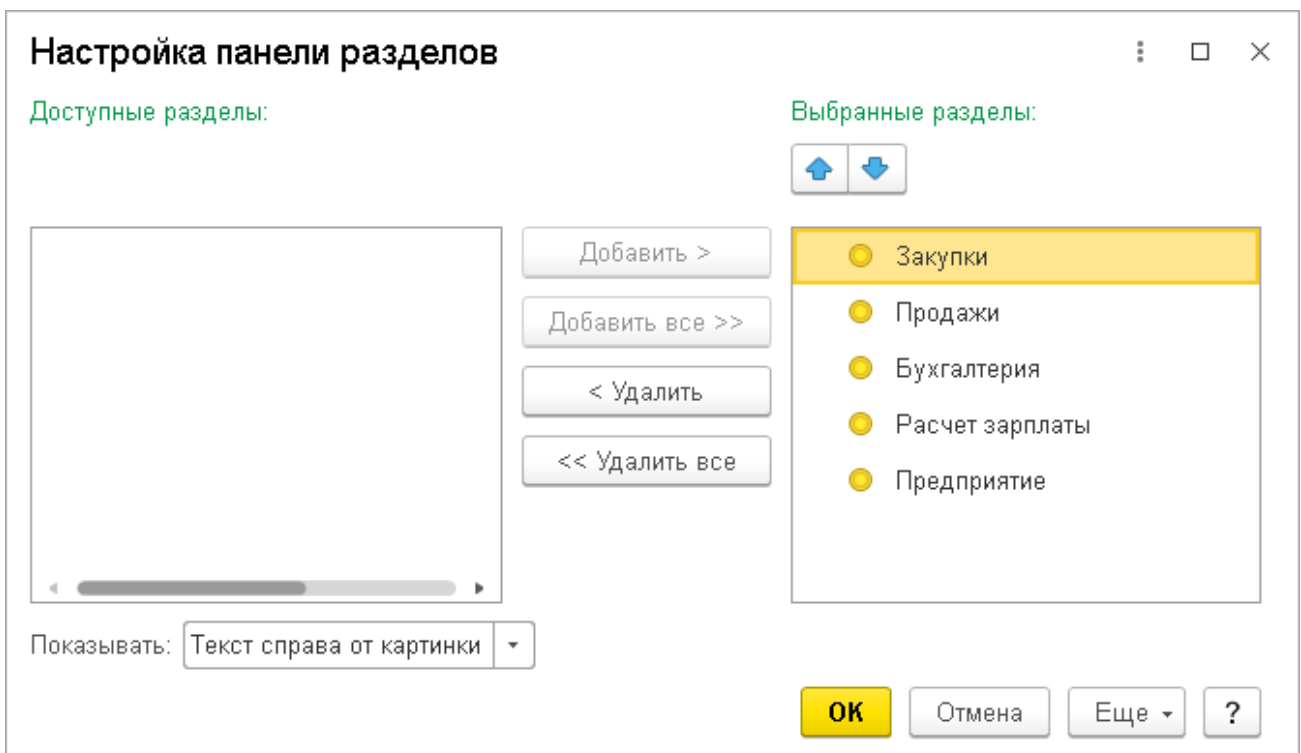 Настройка панели разделов
Доступные разделы:
Выбранные разделы:
Добавить >
Добавить все >>
< Удалить
<< Удалить все
Закупки
Продажи
Бухгалтерия
Расчет зарплаты
Предприятие
Показывать: Текст справа от картинки
ОК Отмена Еще ?